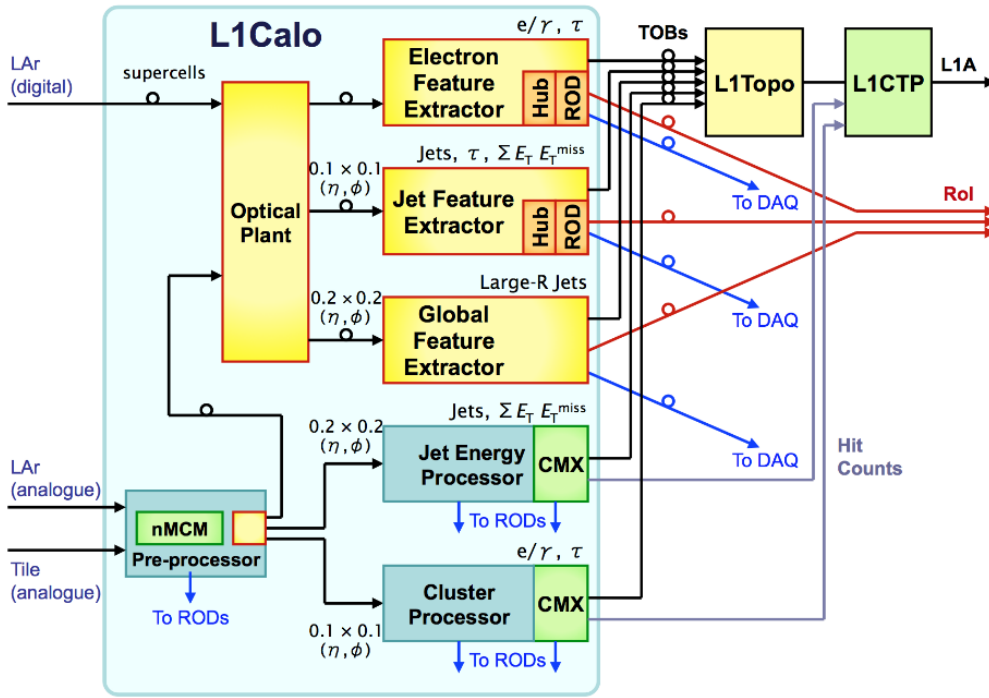 L1Calo
e/γ, τ
TOBs
LAr
(digital)
supercells
Electron
Feature
Extractor
Hub
ROD
L1Topo
L1CTP
L1A
Jets, τ, Σ E_T E_T^miss
0.1 × 0.1
(η,φ)
Optical
Plant
Jet Feature
Extractor
Hub
ROD
To DAQ
RoI
Large-R Jets
0.2 × 0.2
(η,φ)
Global
Feature
Extractor
To DAQ
Jets, Σ E_T E_T^miss
0.2 × 0.2
(η,φ)
Jet Energy
Processor
CMX
To DAQ
Hit
Counts
LAr
(analogue)
nMCM
Pre-processor
To RODs
Tile
(analogue)
To RODs
e/γ, τ
Cluster
Processor
CMX
0.1 × 0.1
(η,φ)
To RODs